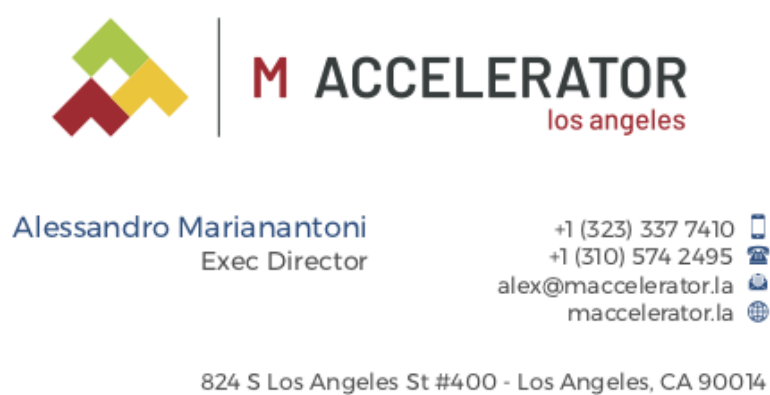 M ACCELERATOR
los angeles
Alessandro Marianantoni
Exec Director
+1 (323) 337 7410
+1 (310) 574 2495
alex@maccelerator.la
maccelerator.la
824 S Los Angeles St #400 - Los Angeles, CA 90014